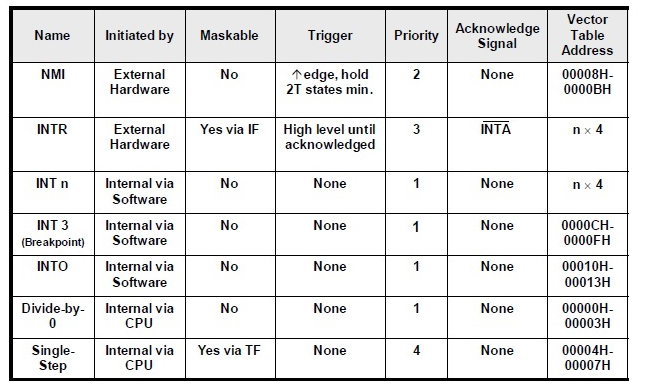 Name Initiated by Maskable Trigger Priority Acknowledge Signal Vector Table Address
NMI External Hardware No ↑edge, hold 2T states min. 2 None 00008H-0000BH
INTR External Hardware Yes via IF High level until acknowledged 3 INTA n × 4
INT n Internal via Software No None 1 None n × 4
INT 3 (Breakpoint) Internal via Software No None 1 None 0000CH-0000FH
INTO Internal via Software No None 1 None 00010H-00013H
Divide-by-0 Internal via CPU No None 1 None 00000H-00003H
Single-Step Internal via CPU Yes via TF None 4 None 00004H-00007H